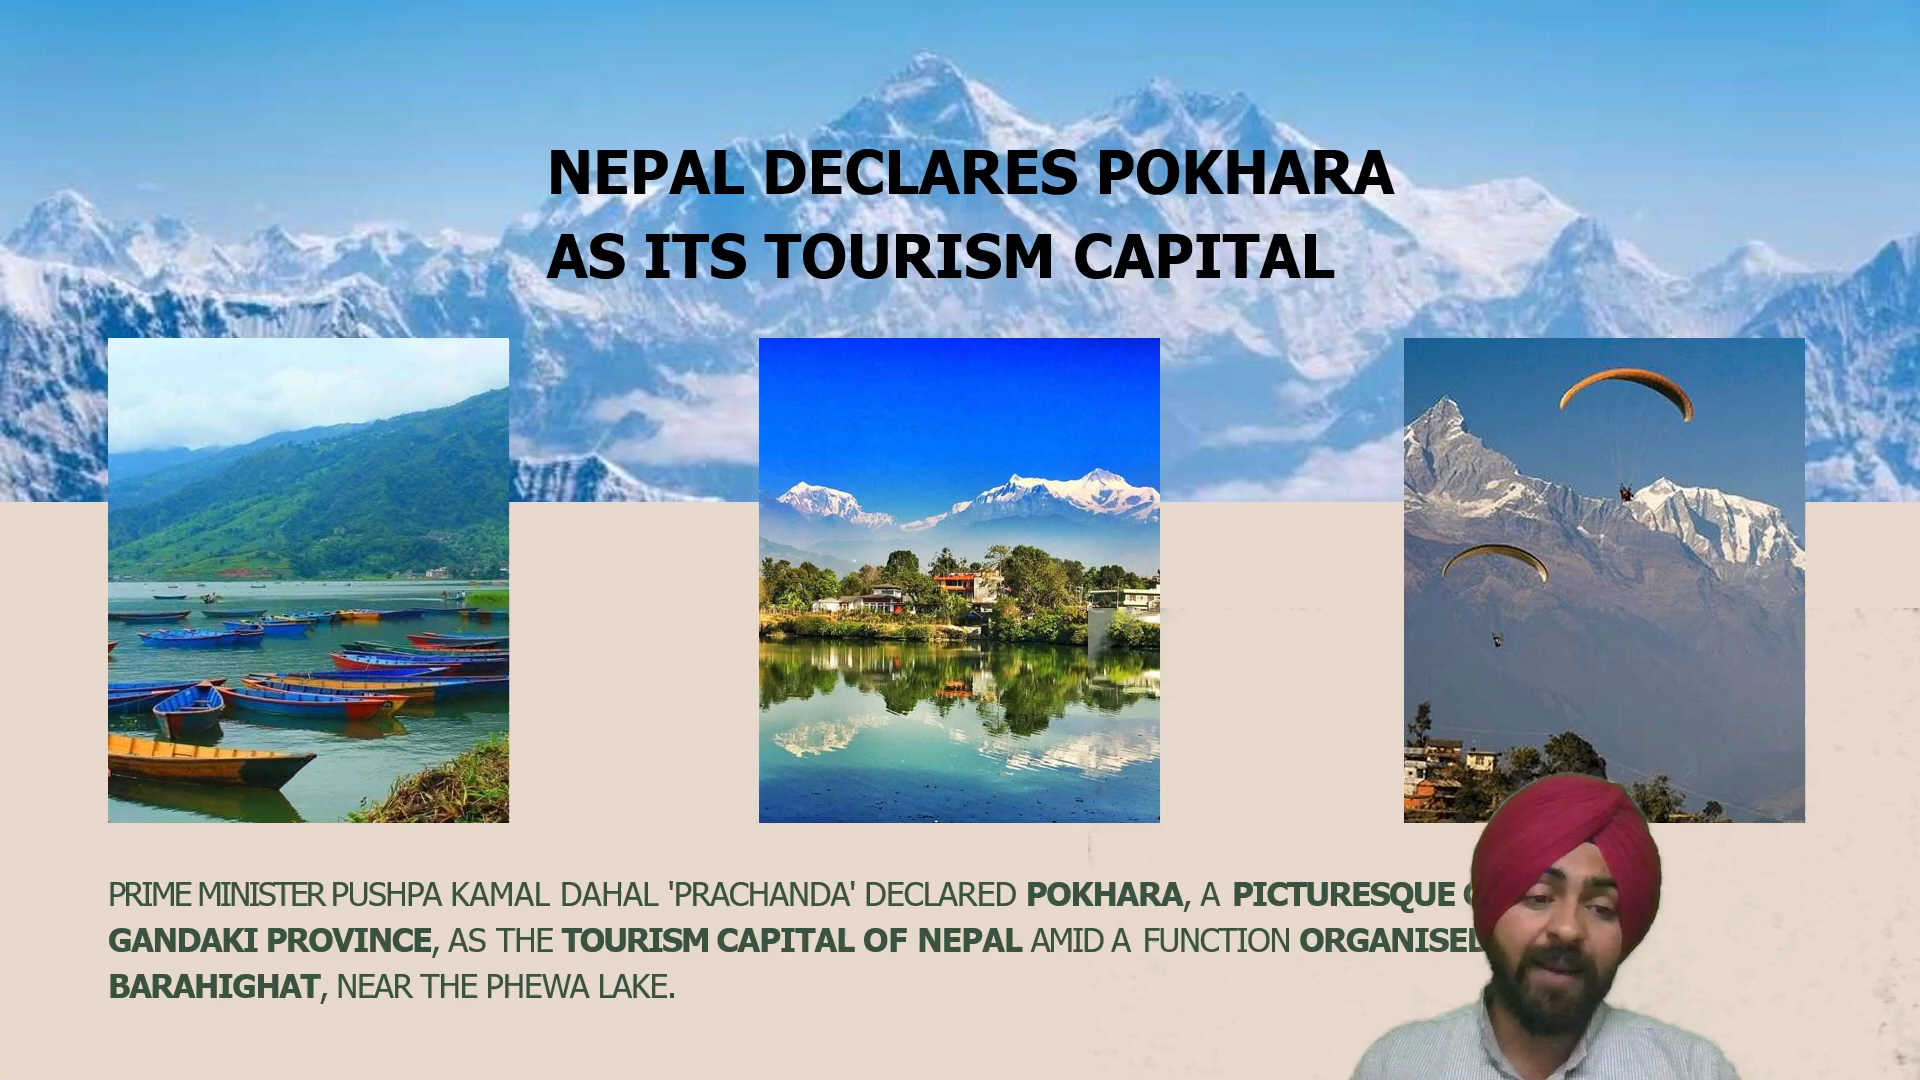 NEPAL DECLARES POKHARA
AS ITS TOURISM CAPITAL
PRIME MINISTER PUSHPA KAMAL DAHAL 'PRACHANDA' DECLARED POKHARA, A PICTURESQUE
GANDAKI PROVINCE, AS THE TOURISM CAPITAL OF NEPAL AMID A FUNCTION ORGANISED
BARAHIGHAT, NEAR THE PHEWA LAKE.